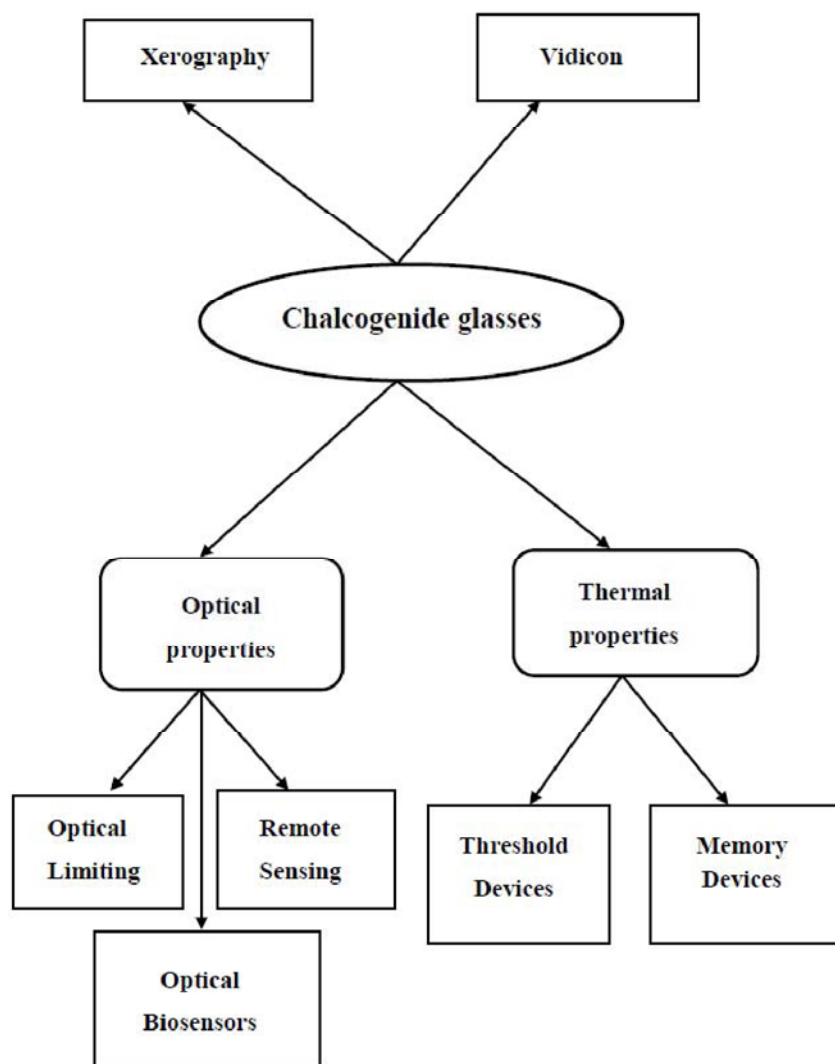 Xerography
Vidicon
Chalcogenide glasses
Optical
properties
Thermal
properties
Optical
Limiting
Remote
Sensing
Threshold
Devices
Memory
Devices
Optical
Biosensors